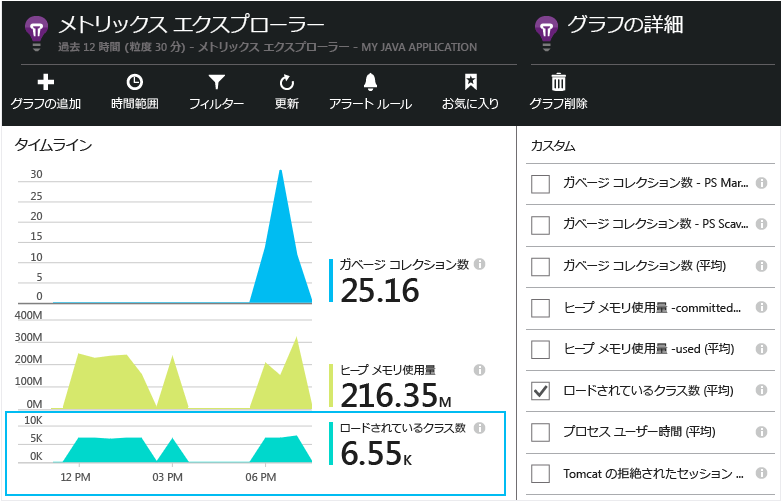 メトリックス エクスプローラー
過去 12 時間 (粒度 30 分) - メトリックス エクスプローラー - MY JAVA APPLICATION
グラフの追加
時間範囲
フィルター
更新
アラート ルール
お気に入り
グラフの詳細
グラフ削除
タイムライン
30
25
20
15
10
5
0
ガベージ コレクション数
25.16
400M
300M
200M
100M
0M
ヒープ メモリ使用量
216.35M
10K
5K
0K
ロードされているクラス数
6.55K
12 PM
03 PM
06 PM
カスタム
ガベージ コレクション数 - PS Mar...
ガベージ コレクション数 - PS Scav...
ガベージ コレクション数 (平均)
ヒープ メモリ使用量 -committed...
ヒープ メモリ使用量 -used (平均)
ロードされているクラス数 (平均)
プロセス ユーザー時間 (平均)
Tomcat の拒絶されたセッション ...